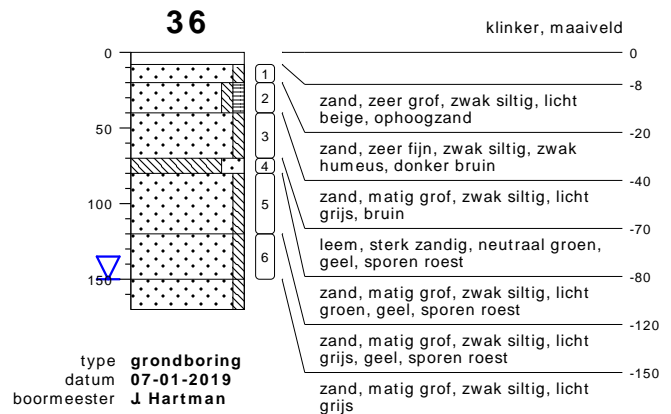 36
klinker, maaiveld
0
0
-8
1
zand, zeer grof, zwak siltig, licht
beige, ophoogzand
2
-20
zand, zeer fijn, zwak siltig, zwak
humeus, donker bruin
50
3
-40
zand, matig grof, zwak siltig, licht
grijs, bruin
4
-70
leem, sterk zandig, neutraal groen,
geel, sporen roest
100
5
-80
zand, matig grof, zwak siltig, licht
groen, geel, sporen roest
6
-120
zand, matig grof, zwak siltig, licht
grijs, geel, sporen roest
150
-150
zand, matig grof, zwak siltig, licht
grijs
type grondboring
datum 07-01-2019
boormeester J Hartman